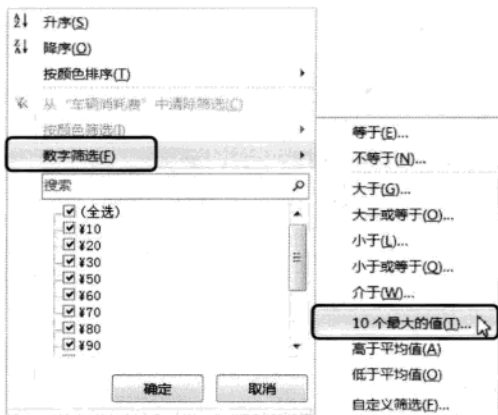 升序(S)
降序(O)
按颜色排序(T)
从“车辆消耗费”中清除筛选(C)
按颜色筛选(I)
数字筛选(F)
搜索
(全选)
¥10
¥20
¥30
¥50
¥60
¥70
¥80
¥90
确定 取消
等于(E)...
不等于(N)...
大于(G)...
大于或等于(O)...
小于(L)...
小于或等于(Q)...
介于(W)...
10 个最大的值(T)...
高于平均值(A)
低于平均值(O)
自定义筛选(F)...